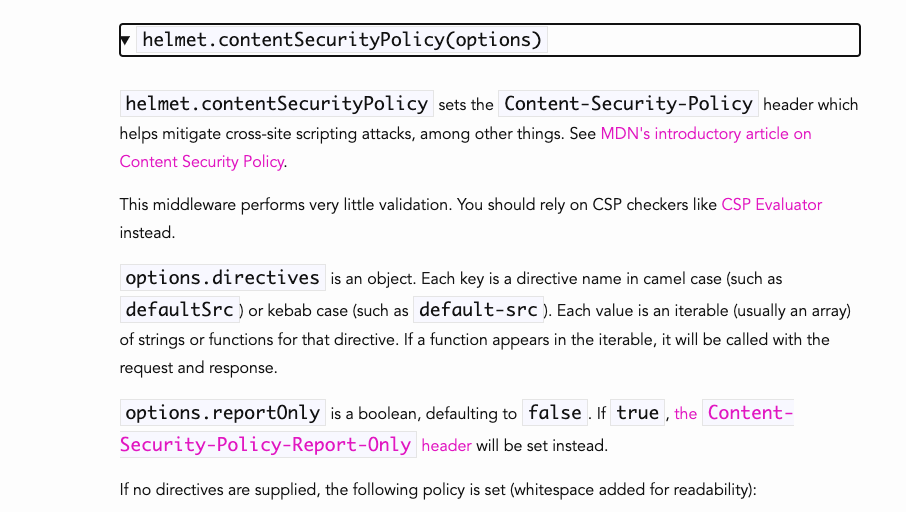 ▾ helmet.contentSecurityPolicy(options)
helmet.contentSecurityPolicy sets the Content-Security-Policy header which
helps mitigate cross-site scripting attacks, among other things. See MDN's introductory article on
Content Security Policy.
This middleware performs very little validation. You should rely on CSP checkers like CSP Evaluator
instead.
options.directives is an object. Each key is a directive name in camel case (such as
defaultSrc) or kebab case (such as default-src). Each value is an iterable (usually an array)
of strings or functions for that directive. If a function appears in the iterable, it will be called with the
request and response.
options.reportOnly is a boolean, defaulting to false. If true, the Content-
Security-Policy-Report-Only header will be set instead.
If no directives are supplied, the following policy is set (whitespace added for readability):